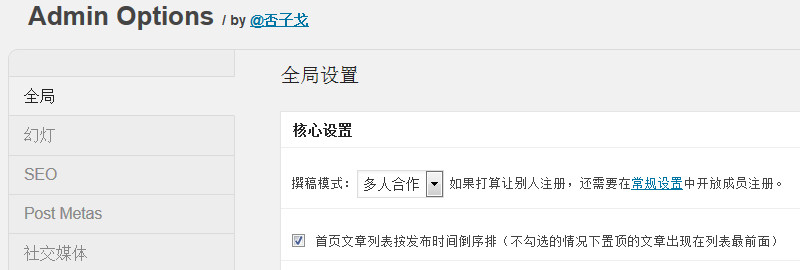 Admin Options / by @否子戈
全局
幻灯
SEO
Post Metas
社交媒体
全局设置
核心设置
撰稿模式: 多人合作 如果打算让别人注册，还需要在常规设置中开放成员注册。
首页文章列表按发布时间倒序排（不勾选的情况下置顶的文章出现在列表最前面）